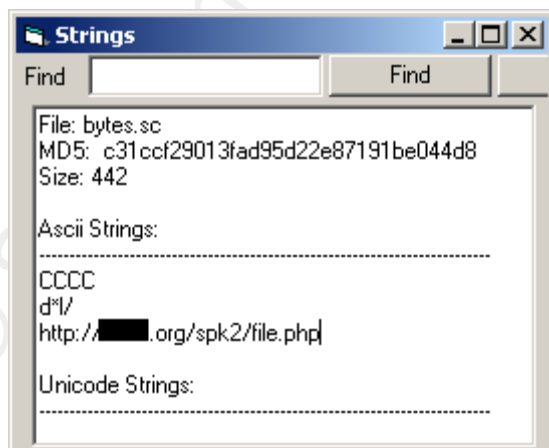 Strings
Find Find
File: bytes.sc
MD5: c31ccf29013fad95d22e87191be044d8
Size: 442
Ascii Strings:
---------------------------------------------------------------------------
CCCC
d*l/
http://.org/spk2/file.php
Unicode Strings:
---------------------------------------------------------------------------